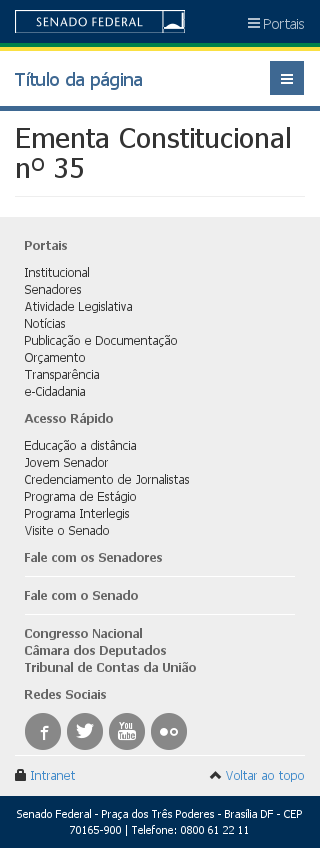 SENADO FEDERAL
Portais
Título da página
Ementa Constitucional
nº 35
Portais
Institucional
Senadores
Atividade Legislativa
Notícias
Publicação e Documentação
Orçamento
Transparência
e-Cidadania
Acesso Rápido
Educação a distância
Jovem Senador
Credenciamento de Jornalistas
Programa de Estágio
Programa Interlegis
Visite o Senado
Fale com os Senadores
Fale com o Senado
Congresso Nacional
Câmara dos Deputados
Tribunal de Contas da União
Redes Sociais
You
Tube
Intranet
Voltar ao topo
Senado Federal - Praça dos Três Poderes - Brasília DF - CEP
70165-900 | Telefone: 0800 61 22 11